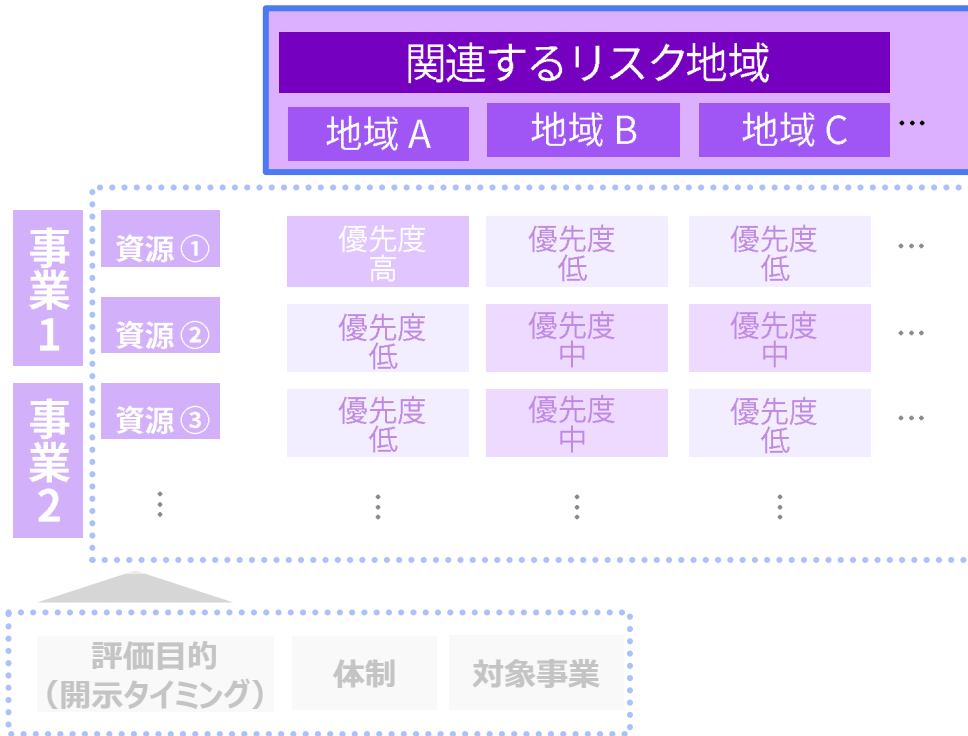 関連するリスク地域
地域 A
地域 B
地域 C
…
事業1
資源 ①
優先度
高
優先度
低
優先度
低
…
資源 ②
優先度
低
優先度
中
優先度
中
…
事業2
資源 ③
優先度
低
優先度
中
優先度
低
…
⋮
⋮
⋮
⋮
評価目的
（開示タイミング）
体制
対象事業